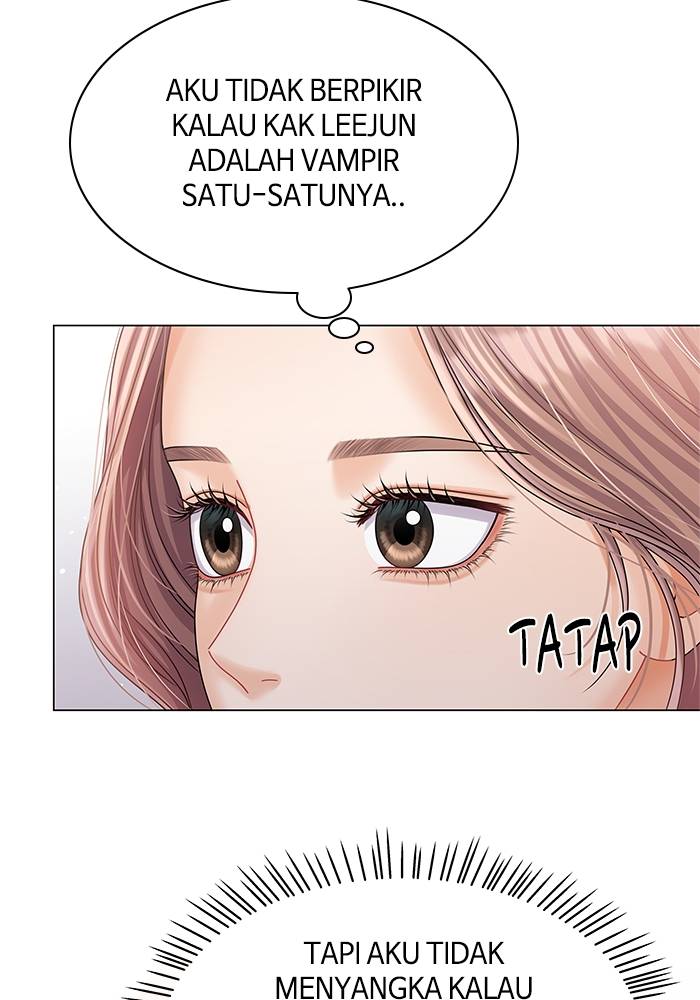 AKU TIDAK BERPIKIR
KALAU KAK LEEJUN
ADALAH VAMPIR
SATU-SATUNYA..
TATAP
TAPI AKU TIDAK
MENYANGKA KALAU